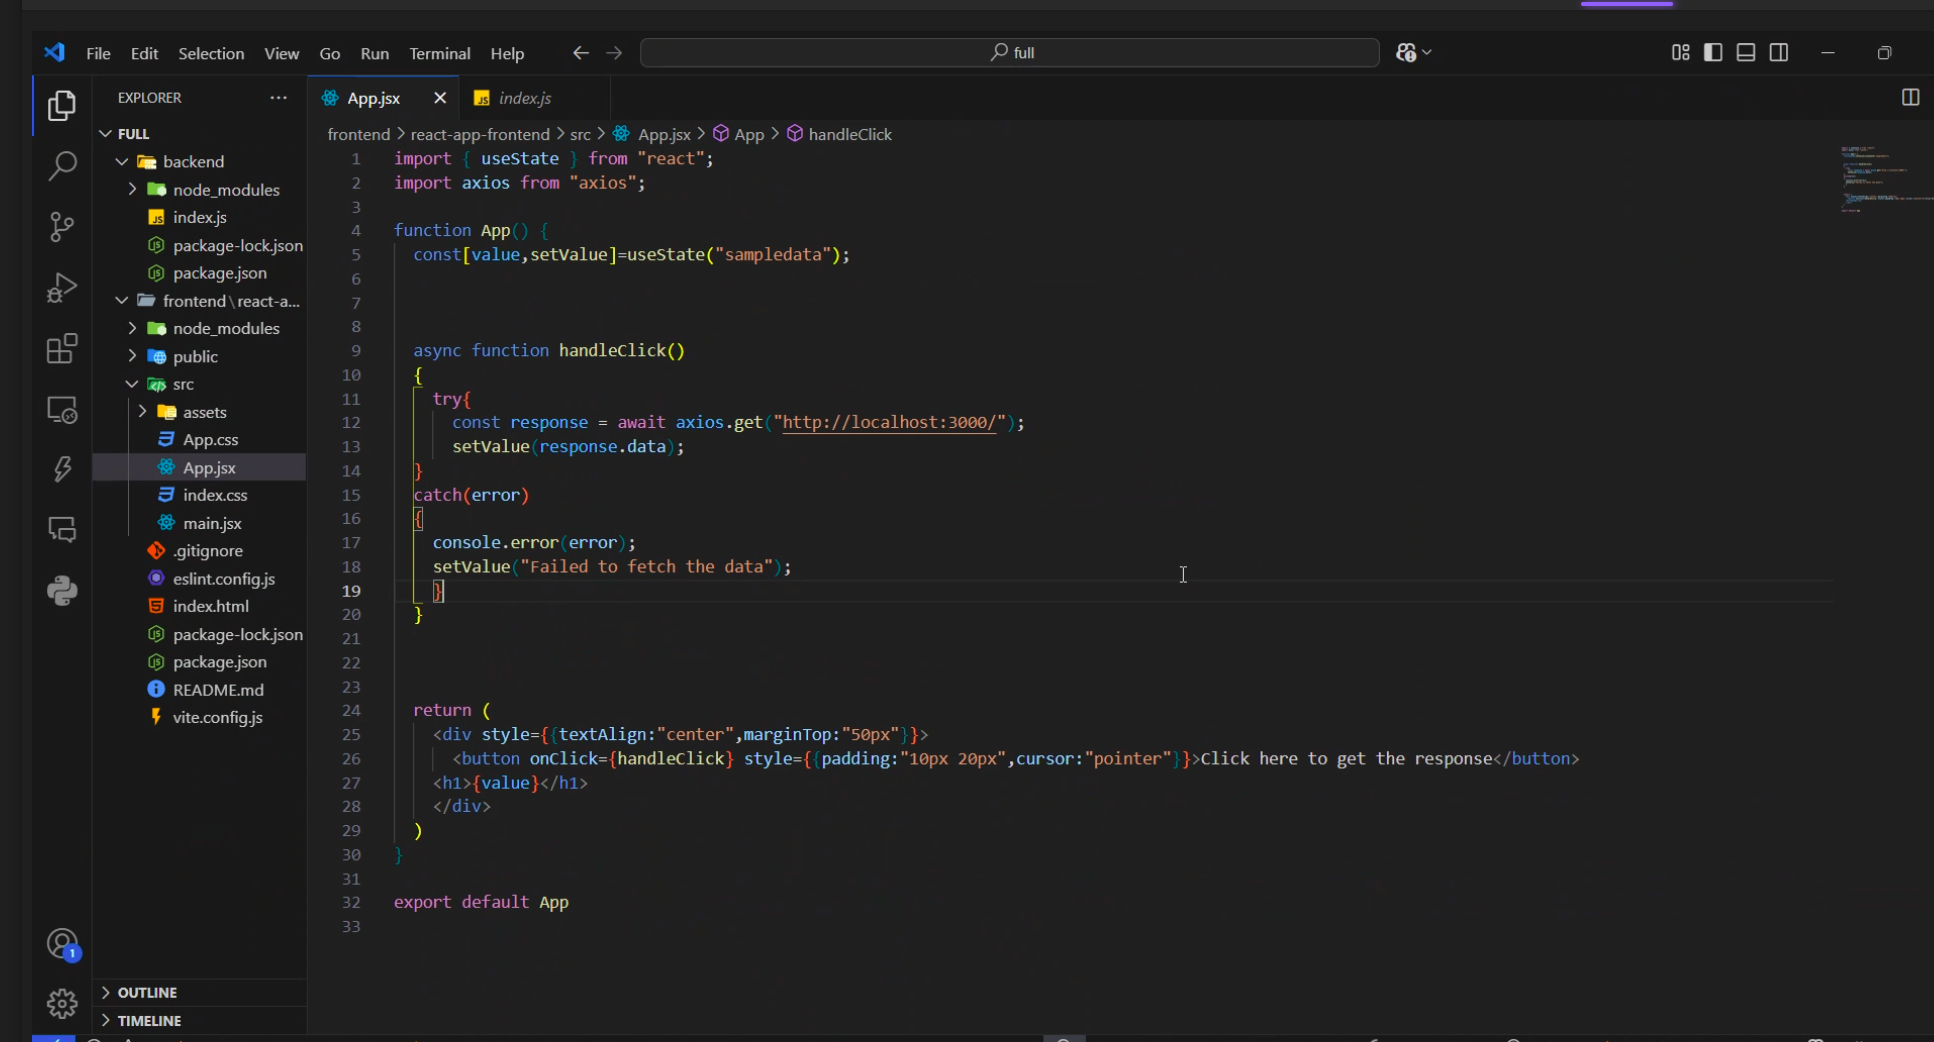 File Edit Selection View Go Run Terminal Help full
EXPLORER
FULL
backend
node_modules
index.js
package-lock.json
package.json
frontend\react-a...
node_modules
public
src
assets
App.css
App.jsx
index.css
main.jsx
.gitignore
eslint.config.js
index.html
package-lock.json
package.json
README.md
vite.config.js
1
OUTLINE
TIMELINE
App.jsx index.js
frontend > react-app-frontend > src > App.jsx > App > handleClick
1 import { useState } from "react";
2 import axios from "axios";
3
4 function App() {
5 const[value,setValue]=useState("sampledata");
6
7
8
9 async function handleClick()
10 {
11 try{
12 const response = await axios.get("http://localhost:3000/");
13 setValue(response.data);
14 }
15 catch(error)
16 {
17 console.error(error);
18 setValue("Failed to fetch the data");
19 }
20 }
21
22
23
24 return (
25 <div style={{textAlign:"center",marginTop:"50px"}}>
26 <button onClick={handleClick} style={{padding:"10px 20px",cursor:"pointer"}}>Click here to get the response</button>
27 <h1>{value}</h1>
28 </div>
29 )
30 }
31
32 export default App
33